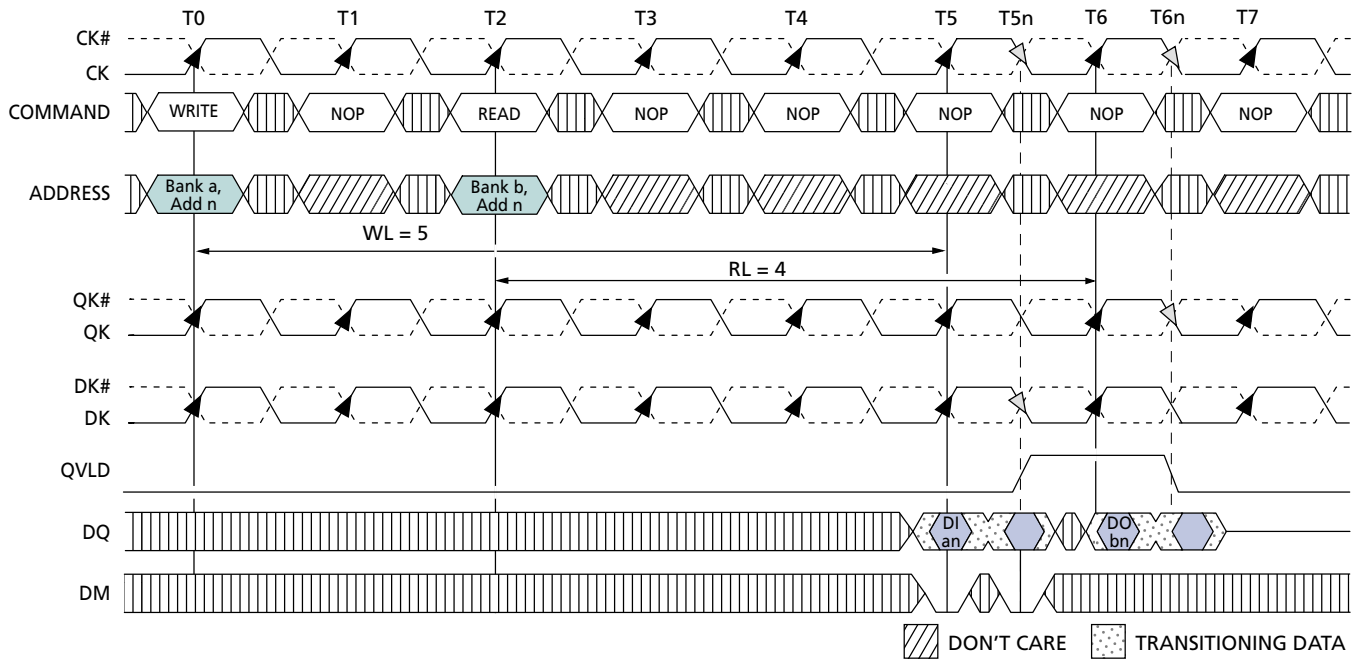 T0 T1 T2 T3 T4 T5 T5n T6 T6n T7
CK#
CK
COMMAND WRITE NOP READ NOP NOP NOP NOP NOP
ADDRESS Bank a, Add n Bank b, Add n
WL = 5
RL = 4
QK#
QK
DK#
DK
QVLD
DQ DI an DO bn
DM
DON'T CARE TRANSITIONING DATA